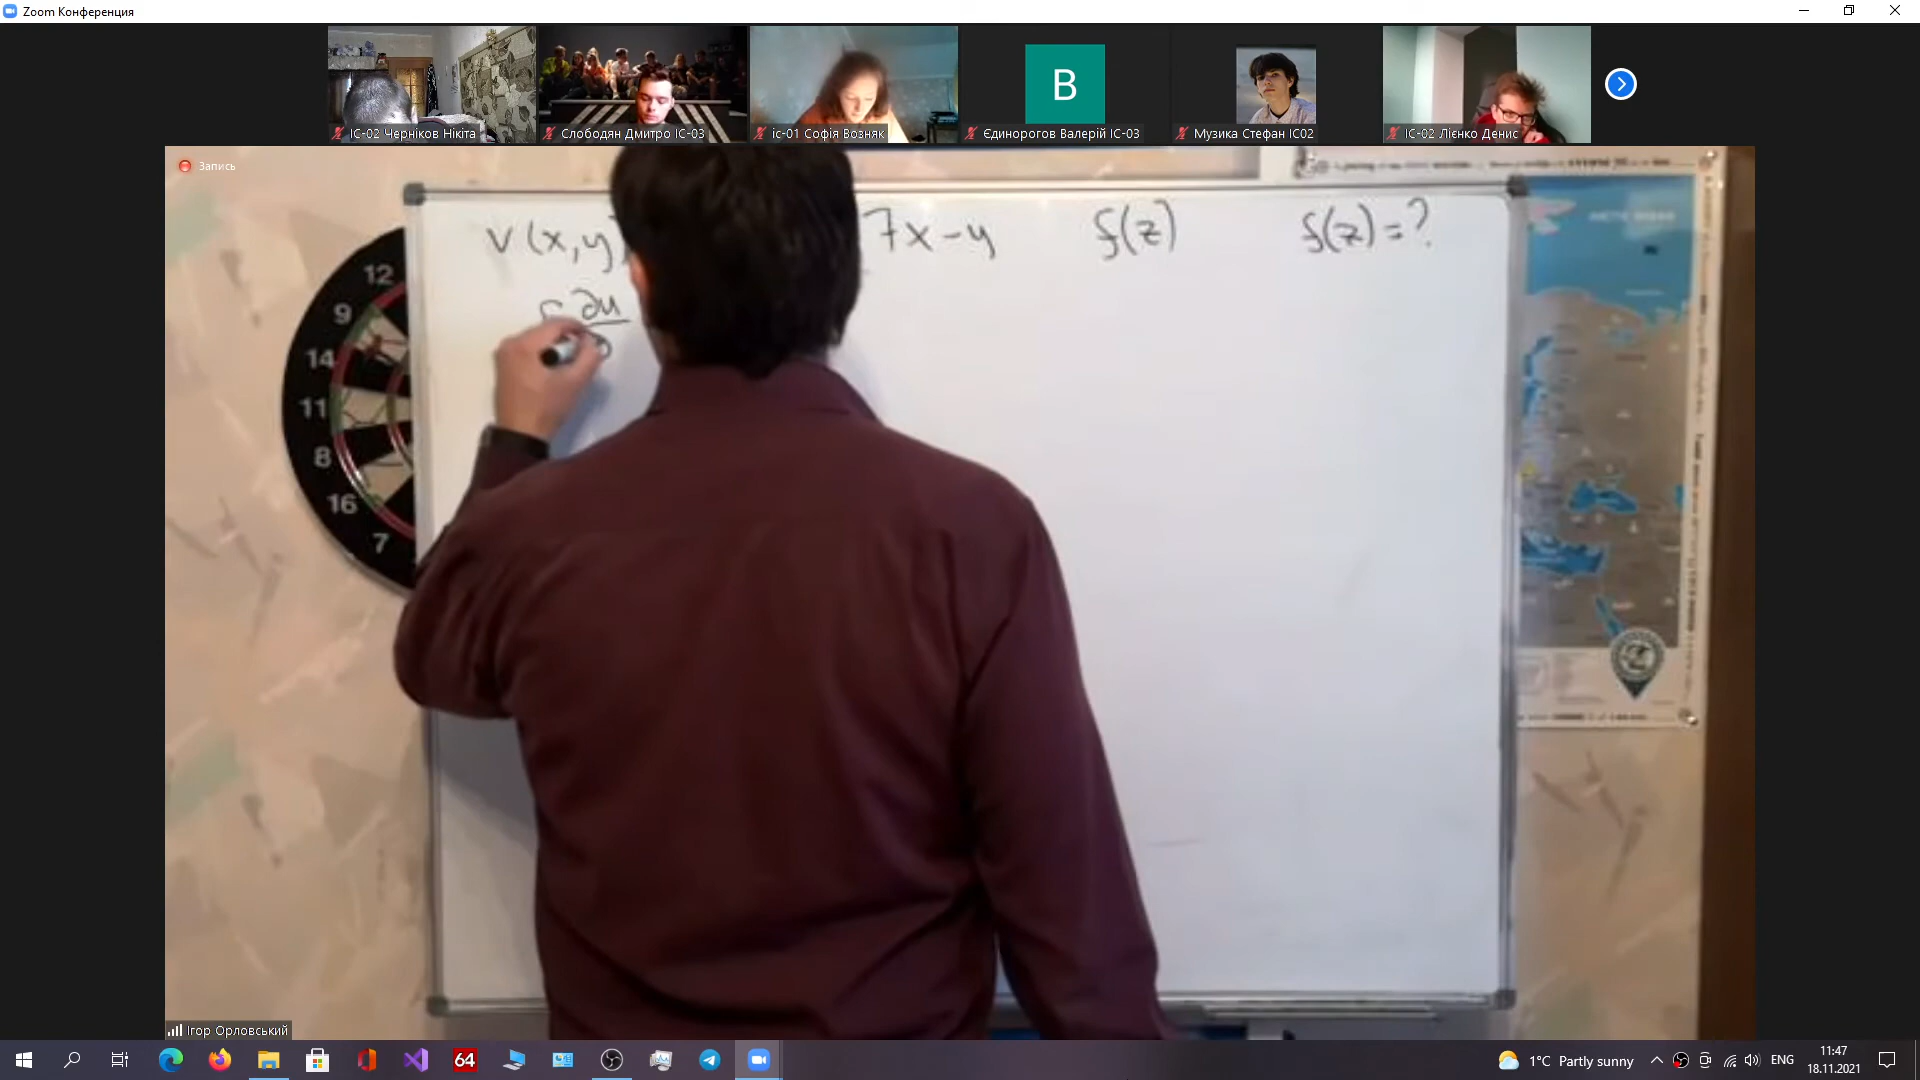 Zoom Конференция
ІС-02 Черніков Нікіта
Слободян Дмитро ІС-03
іс-01 Софія Возняк
B
Єдинорогов Валерій ІС-03
Музика Стефан ІС02
ІС-02 Лієнко Денис
Запись
v(x,y) 7x-y f(z) f(z)=?
∂u
12
9
14
11
8
16
7
Ігор Орловський
64
1°C Partly sunny
ENG
11:47
18.11.2021